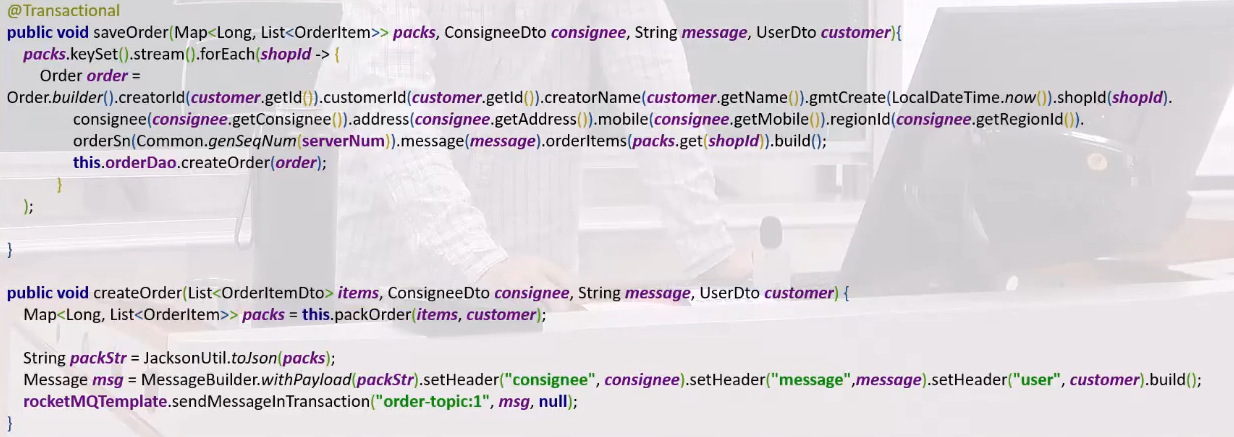 @Transactional
public void saveOrder(Map<Long, List<OrderItem>> packs, ConsigneeDto consignee, String message, UserDto customer){
packs.keySet().stream().forEach(shopId -> {
Order order =
Order.builder().creatorId(customer.getId()).customerId(customer.getId()).creatorName(customer.getName()).gmtCreate(LocalDateTime.now()).shopId(shopId).
consignee(consignee.getConsignee()).address(consignee.getAddress()).mobile(consignee.getMobile()).regionId(consignee.getRegionId()).
orderSn(Common.genSeqNum(serverNum)).message(message).orderItems(packs.get(shopId)).build();
this.orderDao.createOrder(order);
}
);
}
public void createOrder(List<OrderItemDto> items, ConsigneeDto consignee, String message, UserDto customer) {
Map<Long, List<OrderItem>> packs = this.packOrder(items, customer);
String packStr = JacksonUtil.toJson(packs);
Message msg = MessageBuilder.withPayload(packStr).setHeader("consignee", consignee).setHeader("message",message).setHeader("user", customer).build();
rocketMQTemplate.sendMessageInTransaction("order-topic:1", msg, null);
}